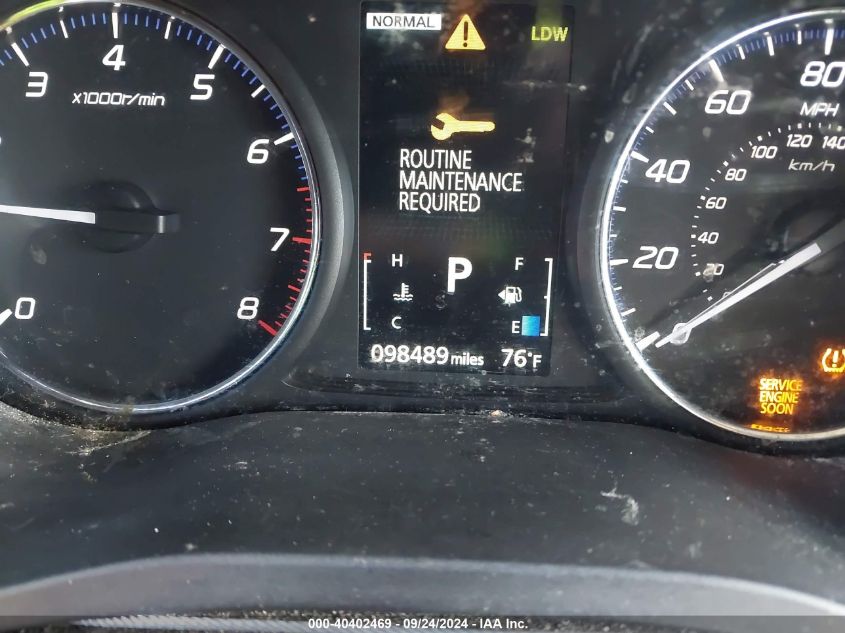 NORMAL
LDW
ROUTINE
MAINTENANCE
REQUIRED
F H
C
P
F
E
098489 miles 76°F
0
3
4
5
6
7
8
x1000r/min
20
40
60
80
MPH
20
40
60
80
100
120
140
km/h
SERVICE
ENGINE
SOON
000-40402469 - 09/24/2024 - IAA Inc.